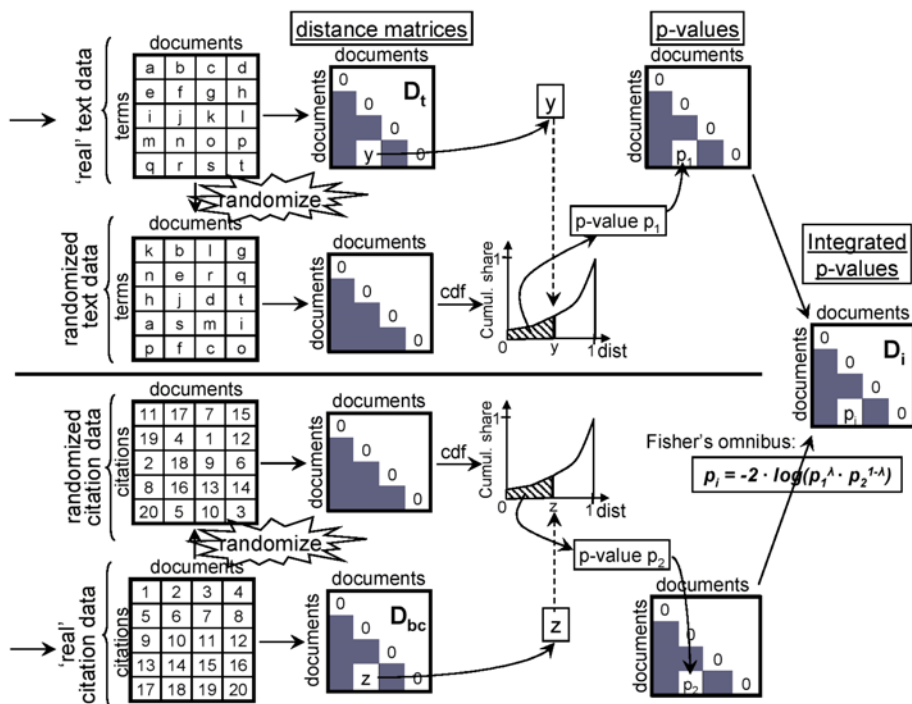 distance matrices
p-values
documents
'real' text data
terms
a b c d
e f g h
i j k l
m n o p
q r s t
documents
documents
0
0
0
0
D_t
y
y
documents
documents
0
0
0
0
p_1
randomize
documents
randomized text data
terms
k b l g
n e r q
h j d t
a s m i
p f c o
documents
documents
0
0
0
0
cdf
Cumul. share
1
0
y
1
dist
p-value p_1
Integrated p-values
documents
documents
0
0
0
0
D_i
p_i
documents
randomized citation data
citations
11 17 7 15
19 4 1 12
2 18 9 6
8 16 13 14
20 5 10 3
documents
documents
0
0
0
0
cdf
Cumul. share
1
0
z
1
dist
Fisher's omnibus:
p_i = -2 · log(p_1^λ · p_2^{1-λ})
randomize
p-value p_2
documents
'real' citation data
citations
1 2 3 4
5 6 7 8
9 10 11 12
13 14 15 16
17 18 19 20
documents
documents
0
0
0
0
D_bc
z
z
documents
documents
0
0
0
0
p_2